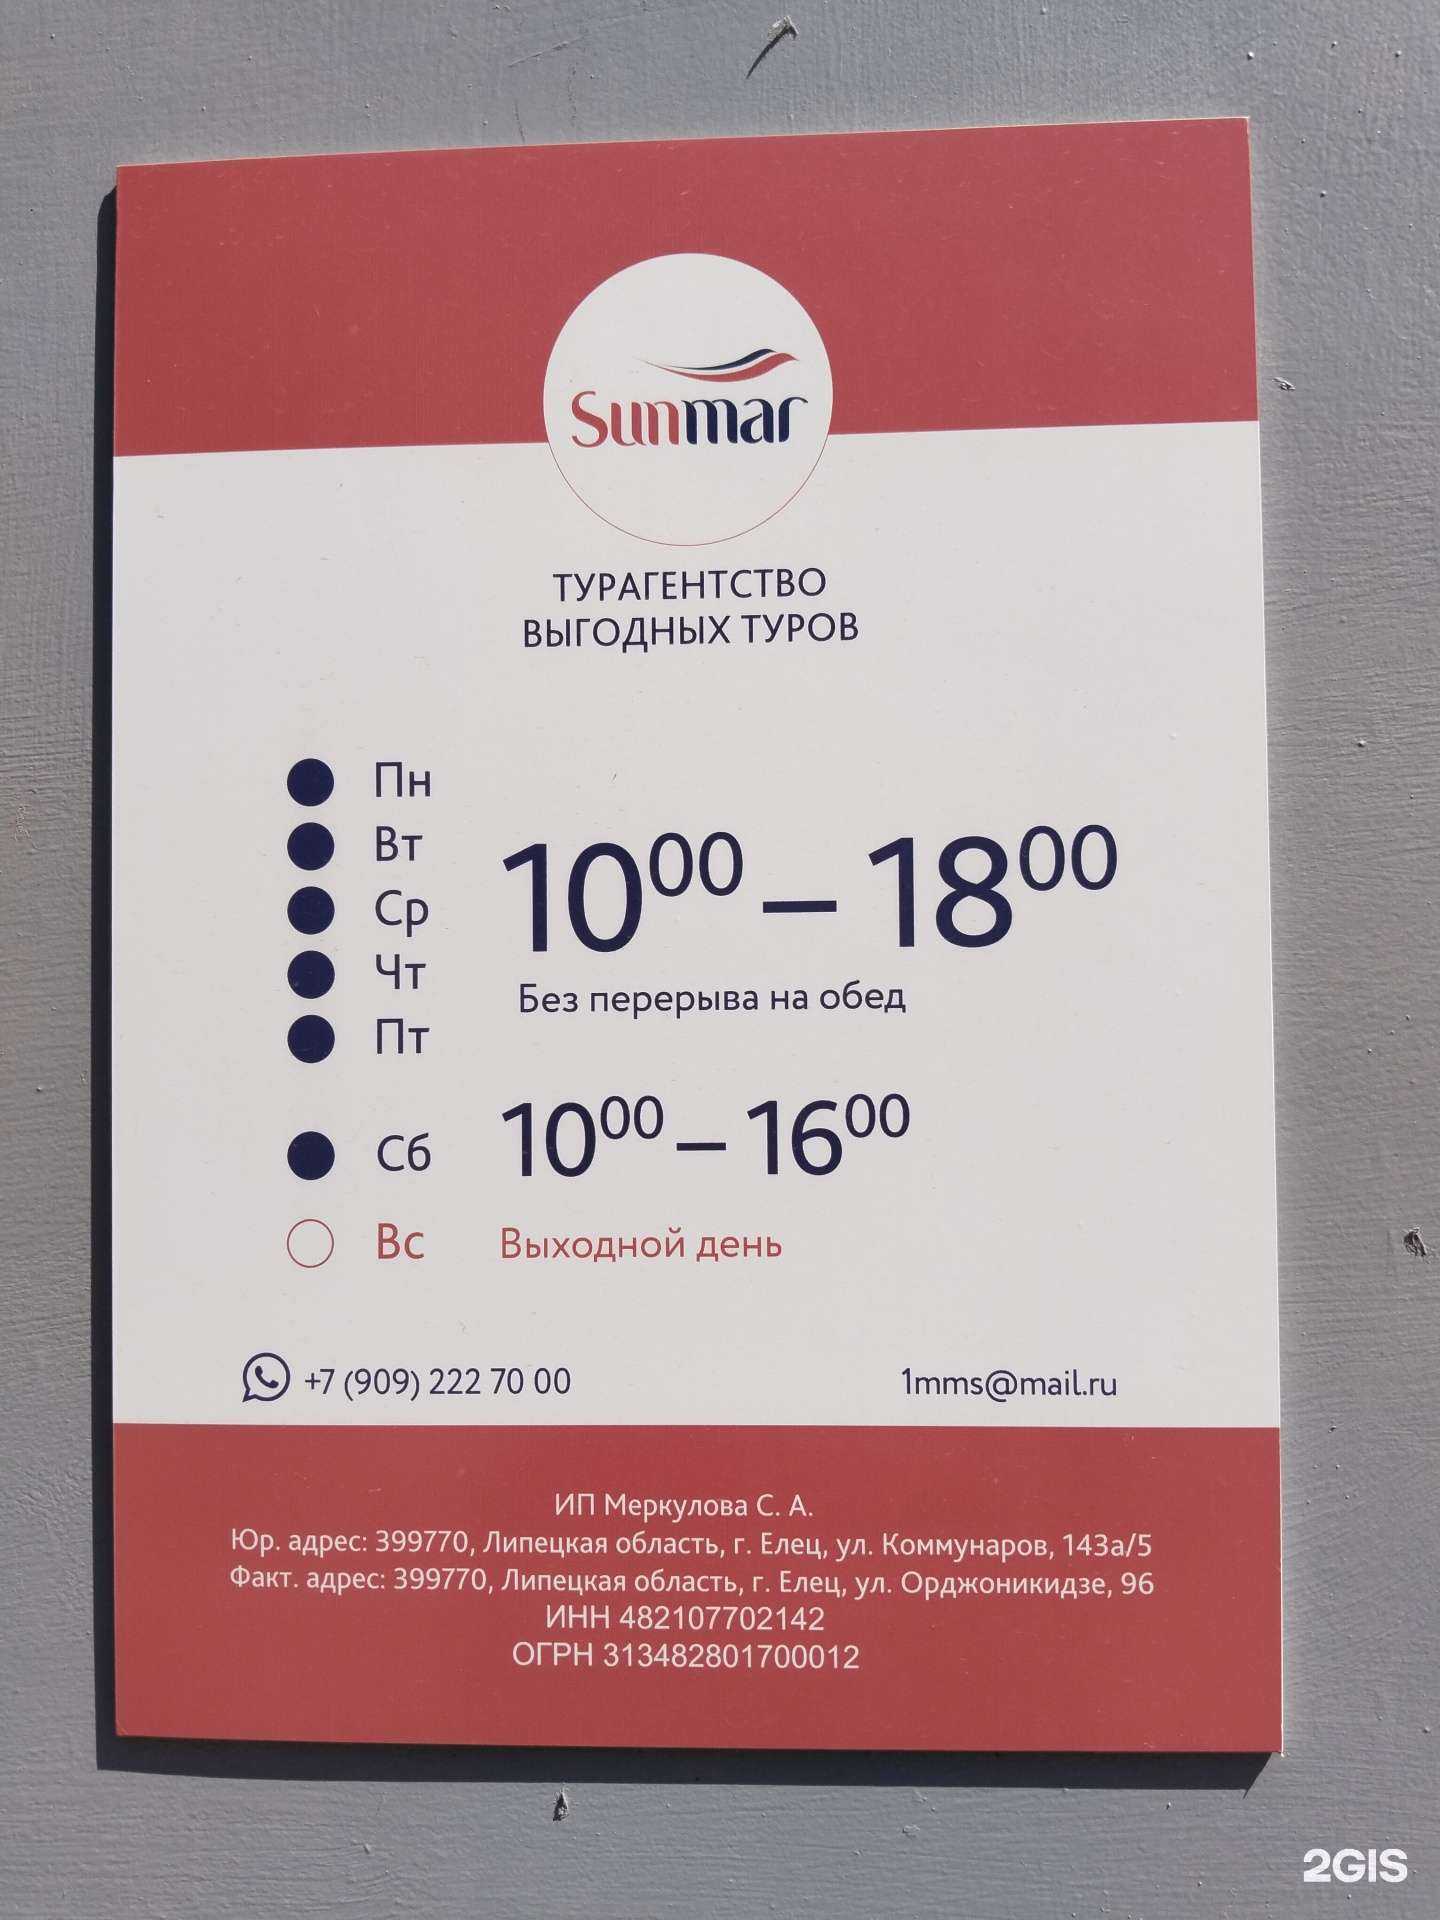 Sunmar
ТУРАГЕНТСТВО
ВЫГОДНЫХ ТУРОВ
Пн
Вт
Ср
Чт
Пт
10⁰⁰ – 18⁰⁰
Без перерыва на обед
Сб 10⁰⁰ – 16⁰⁰
Вс Выходной день
+7 (909) 222 70 00 1mms@mail.ru
ИП Меркулова С. А.
Юр. адрес: 399770, Липецкая область, г. Елец, ул. Коммунаров, 143а/5
Факт. адрес: 399770, Липецкая область, г. Елец, ул. Орджоникидзе, 96
ИНН 482107702142
ОГРН 313482801700012
2GIS